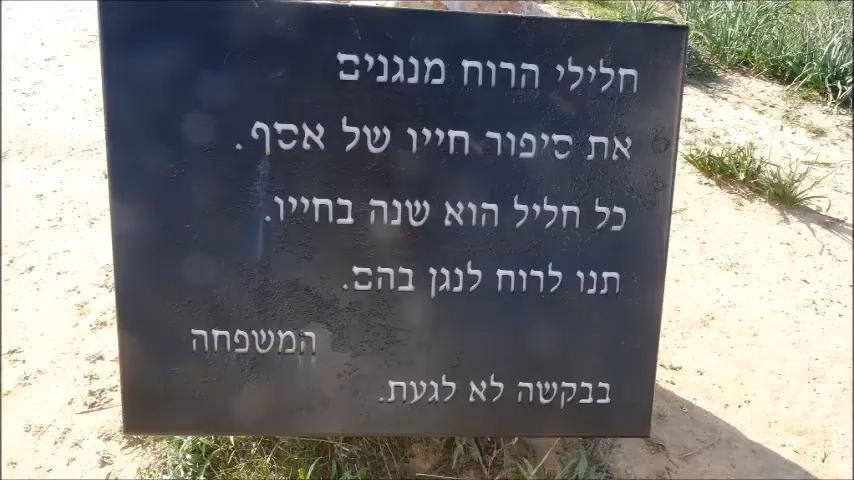 חלילי הרוח מנגנים
את סיפור חייו של אסף.
כל חליל הוא שנה בחייו.
תנו לרוח לנגן בהם.
המשפחה
בבקשה לא לגעת.